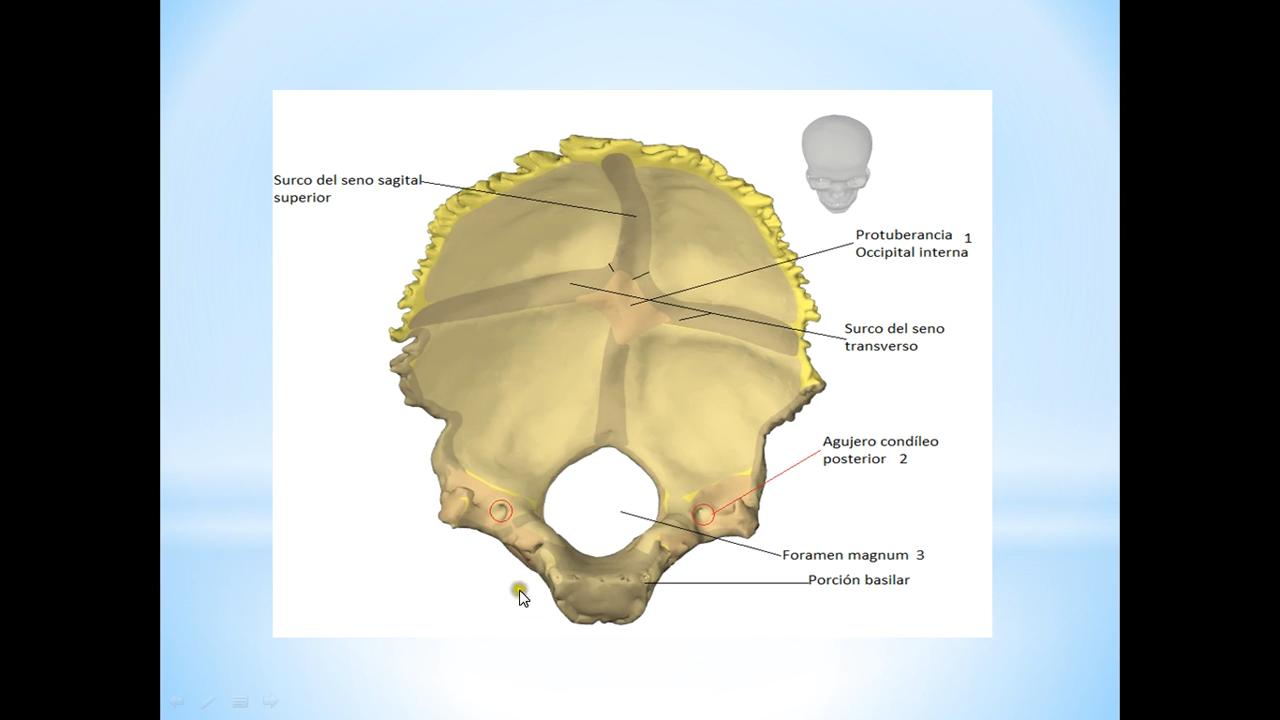 Surco del seno sagital
superior
Protuberancia 1
Occipital interna
Surco del seno
transverso
Agujero condíleo
posterior 2
Foramen magnum 3
Porción basilar